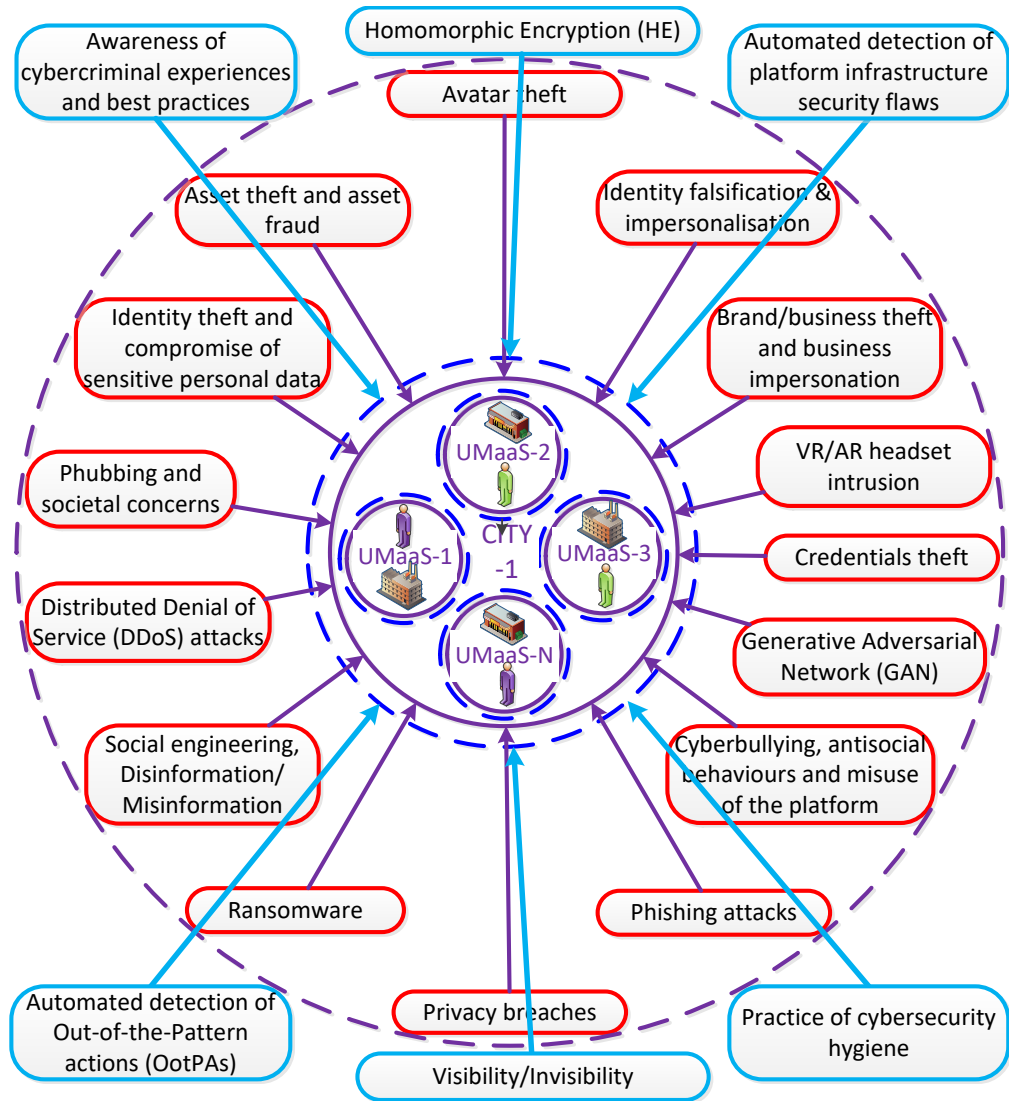 Awareness of
cybercriminal experiences
and best practices
Homomorphic Encryption (HE)
Automated detection of
platform infrastructure
security flaws
Avatar theft
Asset theft and asset
fraud
Identity falsification &
impersonalisation
Identity theft and
compromise of
sensitive personal data
Brand/business theft
and business
impersonation
Phubbing and
societal concerns
VR/AR headset
intrusion
UMaaS-2
UMaaS-1
CITY
-1
UMaaS-3
UMaaS-N
Credentials theft
Distributed Denial of
Service (DDoS) attacks
Generative Adversarial
Network (GAN)
Social engineering,
Disinformation/
Misinformation
Cyberbullying, antisocial
behaviours and misuse
of the platform
Ransomware
Phishing attacks
Privacy breaches
Automated detection of
Out-of-the-Pattern
actions (OotPAs)
Visibility/Invisibility
Practice of cybersecurity
hygiene